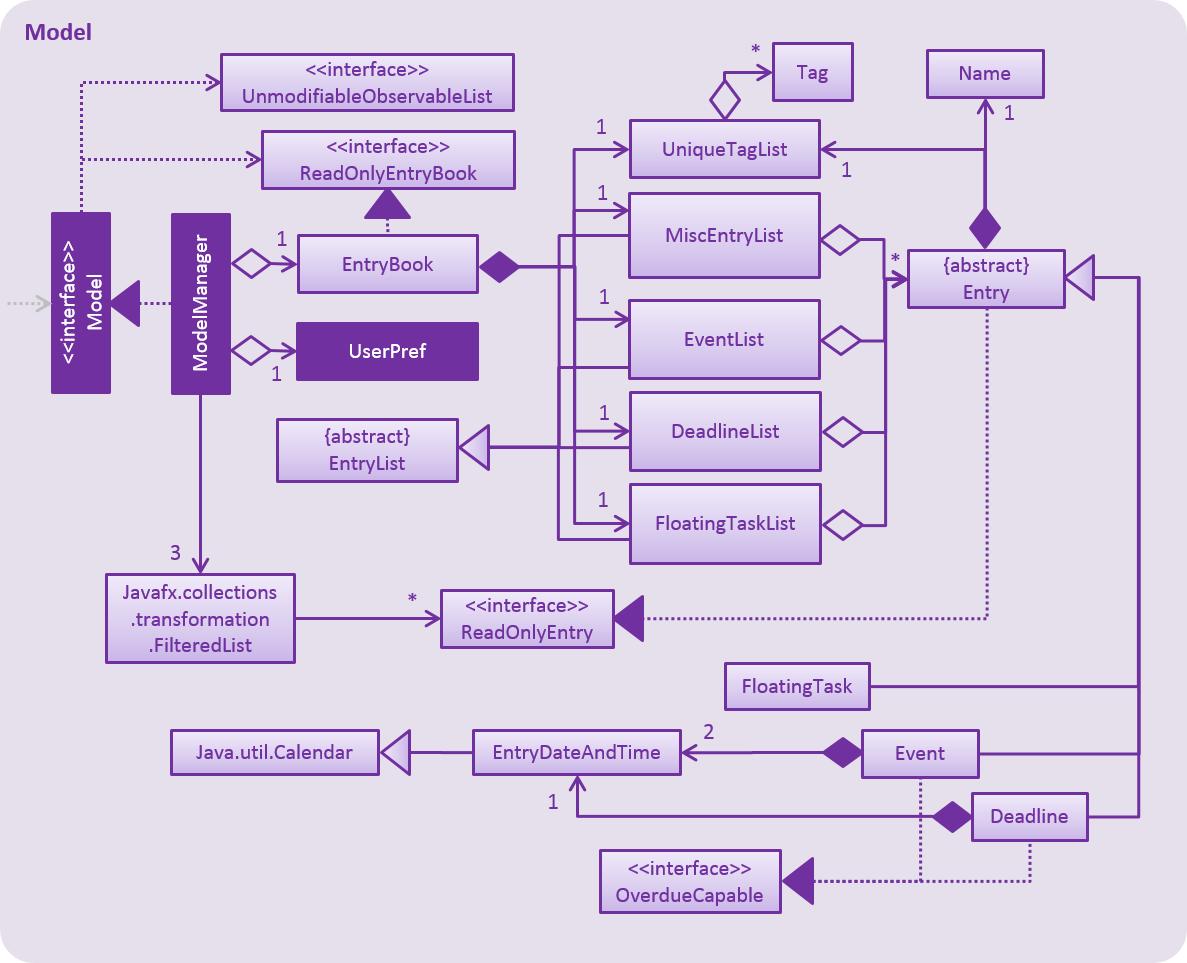 Model
<<interface>>
UnmodifiableObservableList
<<interface>>
ReadOnlyEntryBook
*
Tag
Name
1
1
UniqueTagList
1
1
MiscEntryList
<<interface>>
Model
ModelManager
1
EntryBook
*
{abstract}
Entry
1
EventList
UserPref
1
1
DeadlineList
{abstract}
EntryList
1
FloatingTaskList
3
Javafx.collections
.transformation
.FilteredList
*
<<interface>>
ReadOnlyEntry
FloatingTask
Java.util.Calendar
EntryDateAndTime
2
Event
1
Deadline
<<interface>>
OverdueCapable